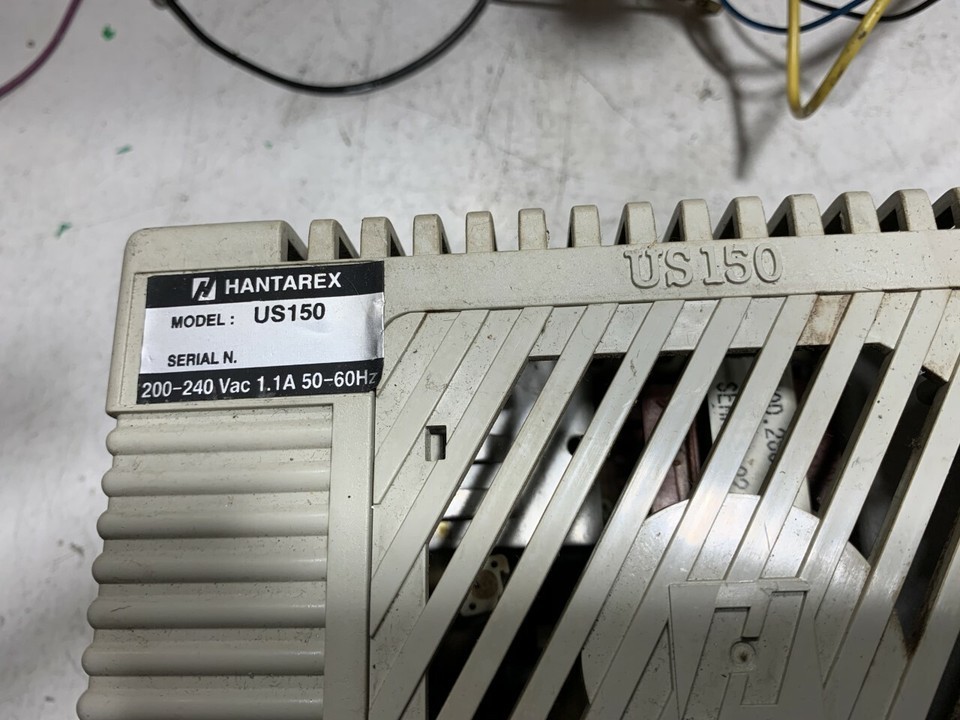 HANTAREX
MODEL : US150
SERIAL N.
200-240 Vac 1.1A 50-60Hz
US150